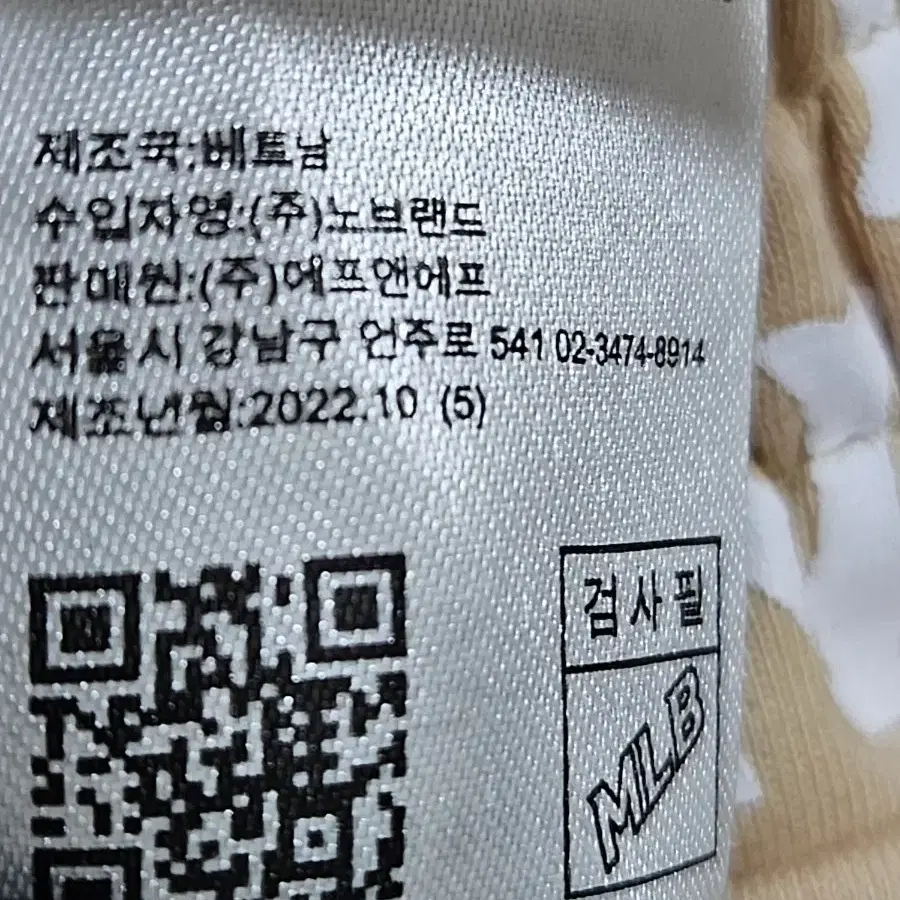 제조국:베트남
수입자명:(주)노브랜드
판매원:(주)에프앤에프
서울시 강남구 언주로 541 02-3474-8914
제조년월:2022.10 (5)
검사필
MLB